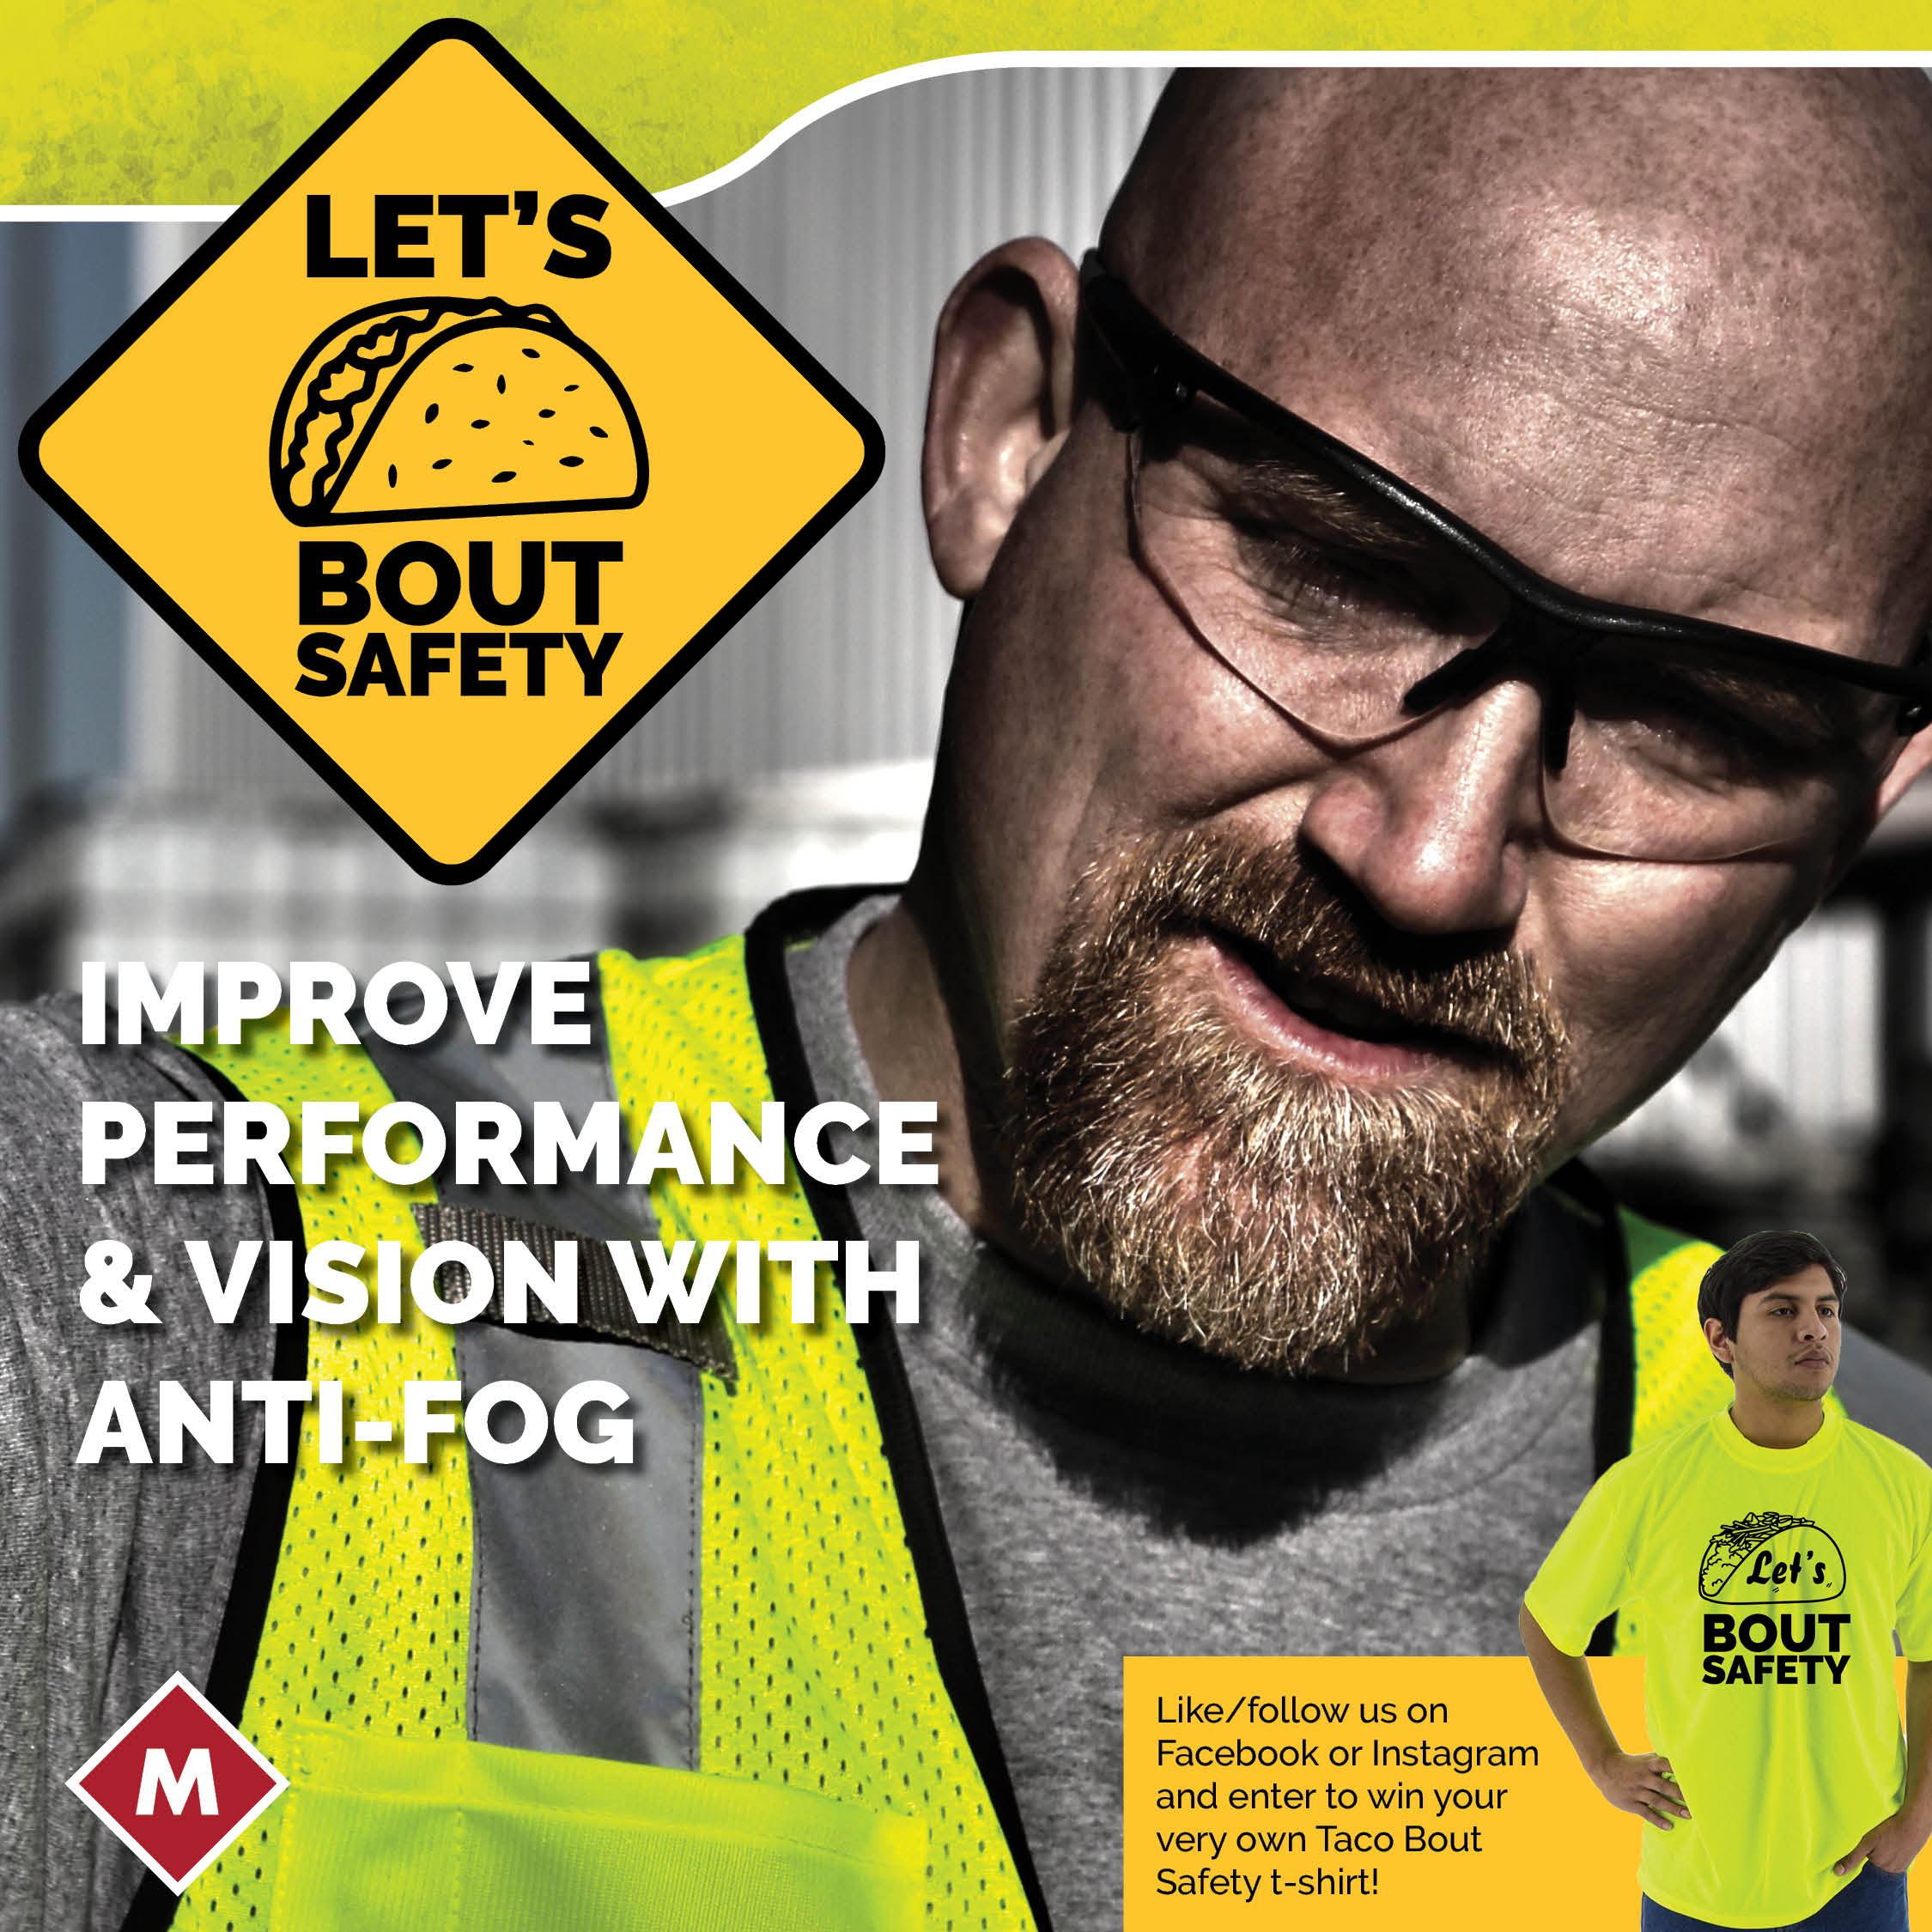 LET'S
BOUT
SAFETY
IMPROVE
PERFORMANCE
& VISION WITH
ANTI-FOG
M
Like/follow us on
Facebook or Instagram
and enter to win your
very own Taco Bout
Safety t-shirt!
Let's
BOUT
SAFETY